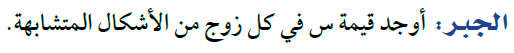 الجبر: أوجد قيمة س في كل زوج من الأشكال المتشابهة.